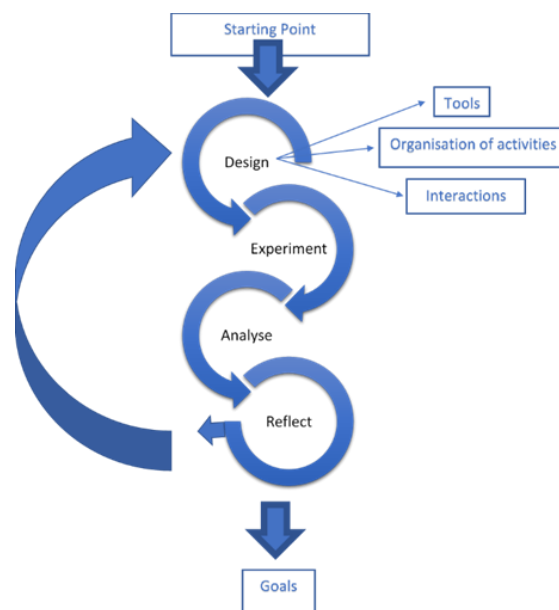 Starting Point
Tools
Organisation of activities
Design
Interactions
Experiment
Analyse
Reflect
Goals